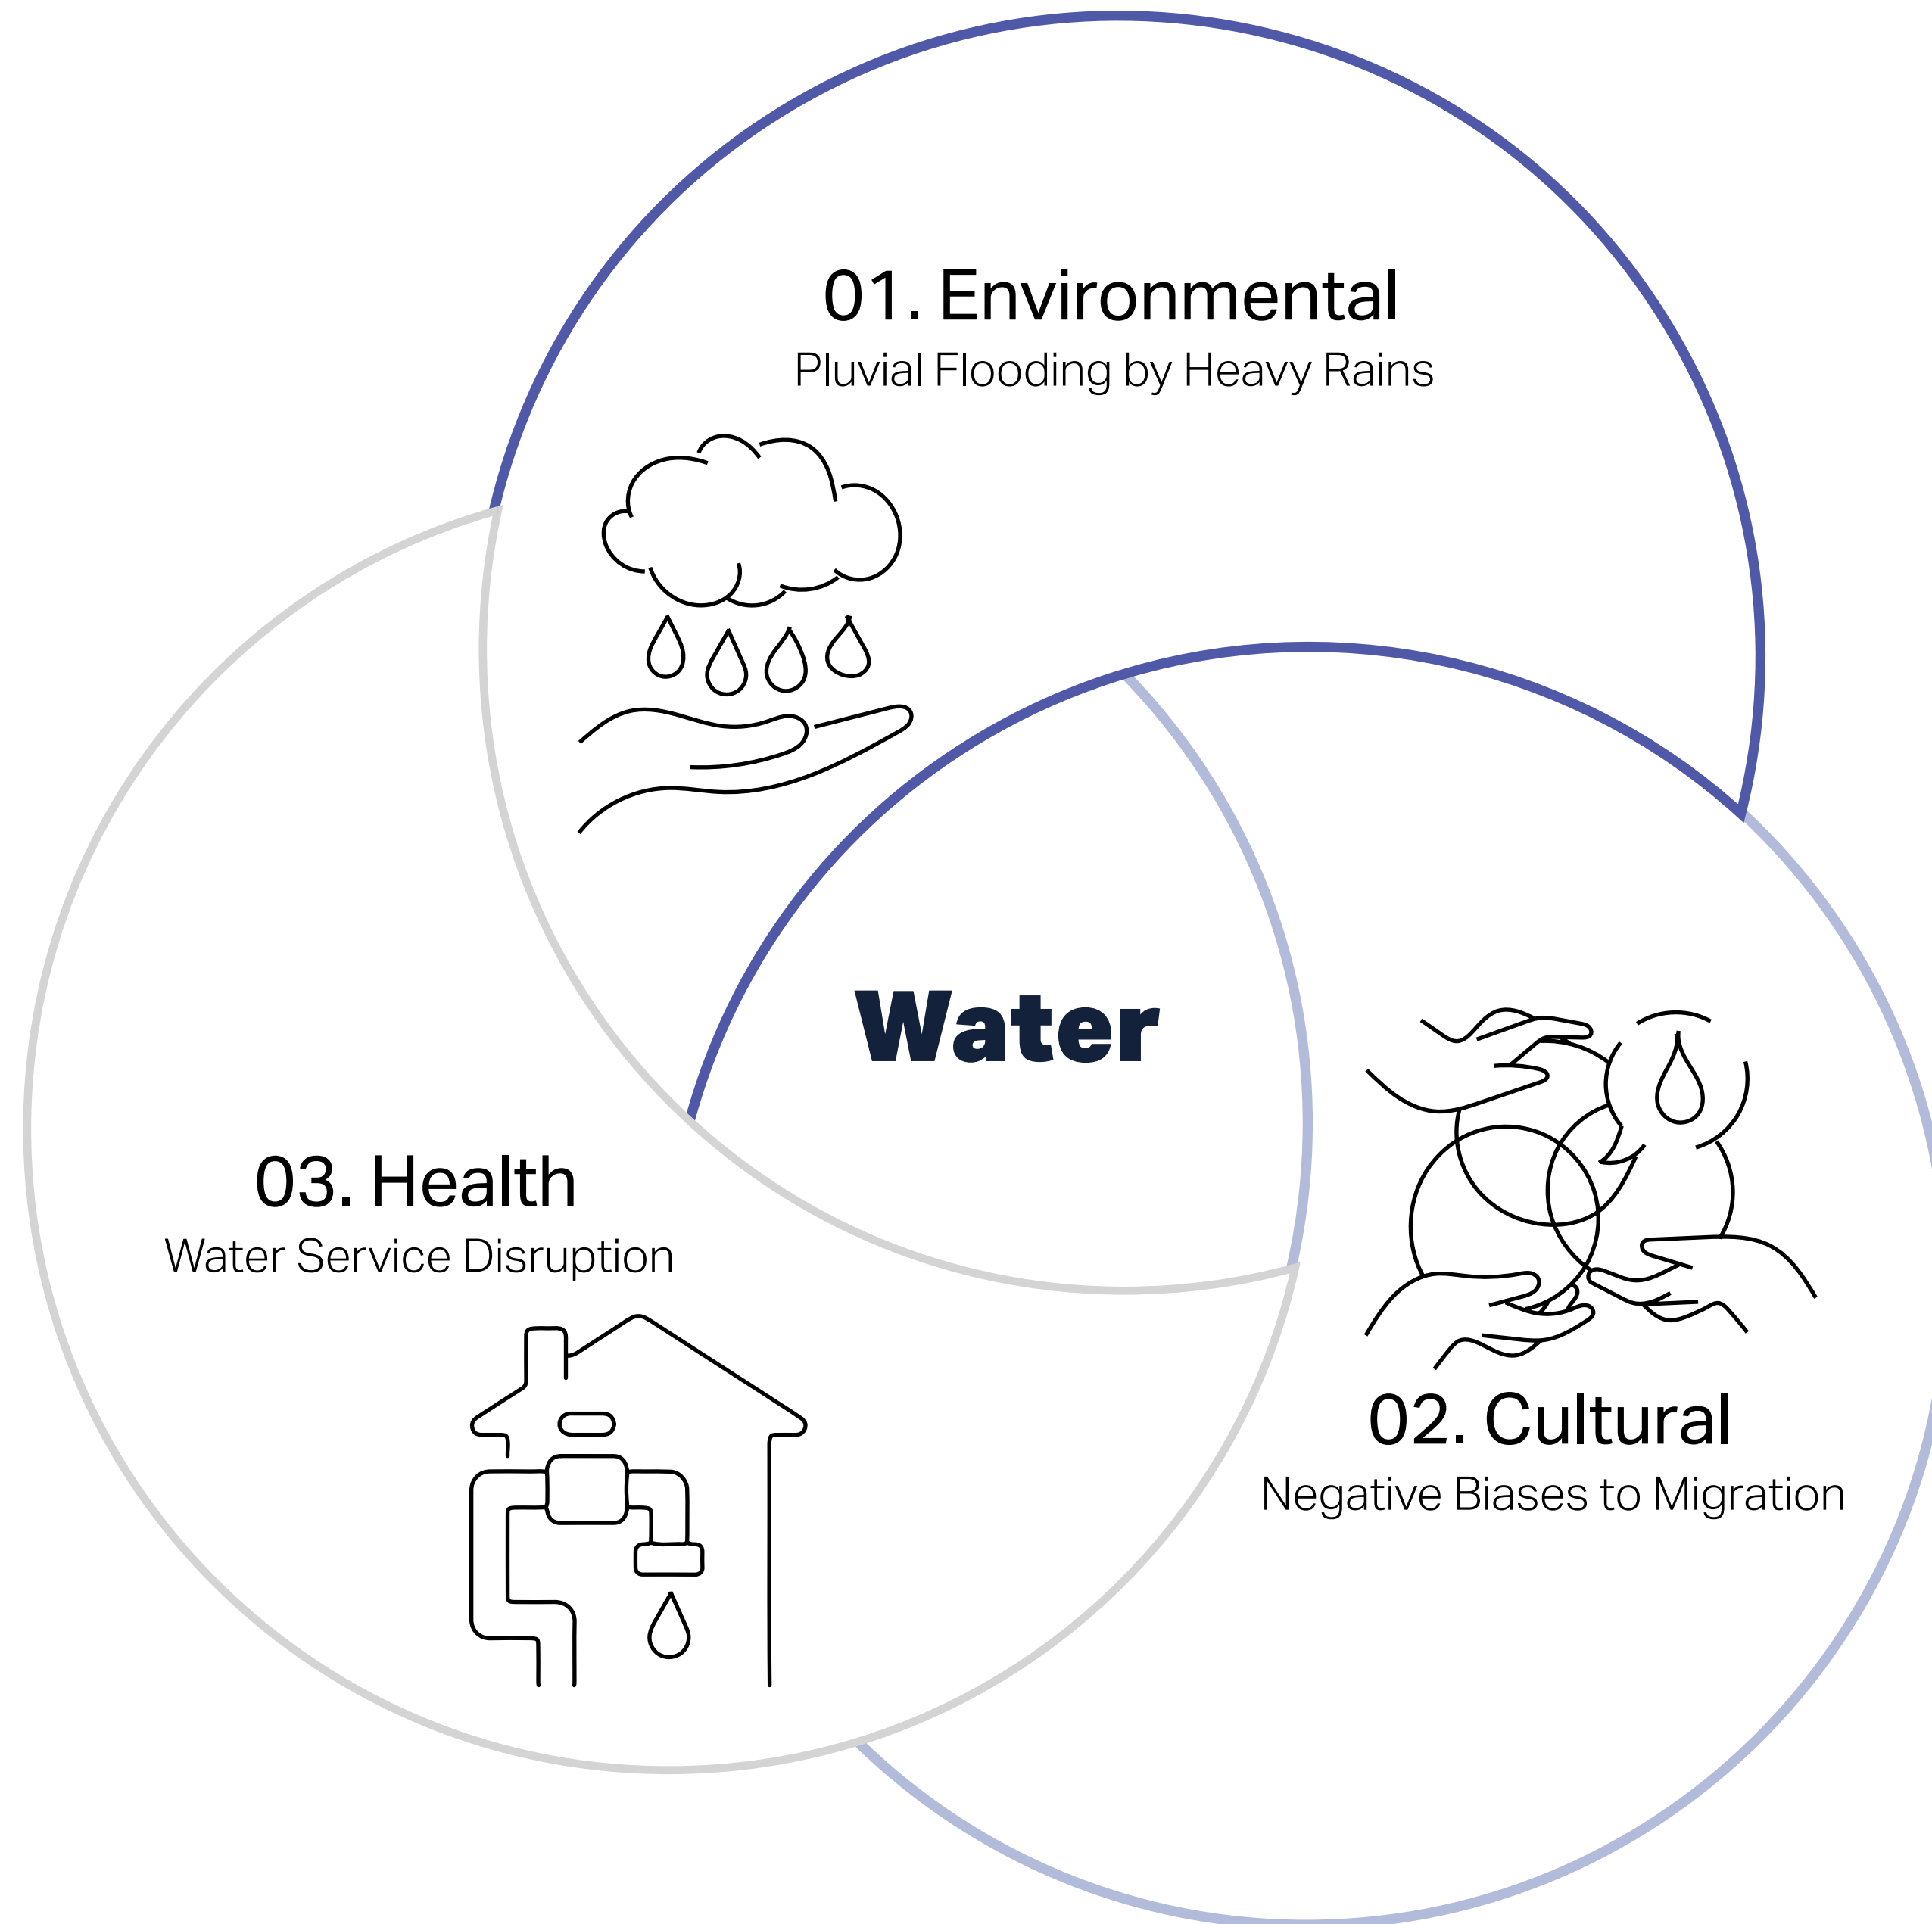 01. Environmental
Pluvial Flooding by Heavy Rains
Water
03. Health
Water Service Disruption
02. Cultural
Negative Biases to Migration